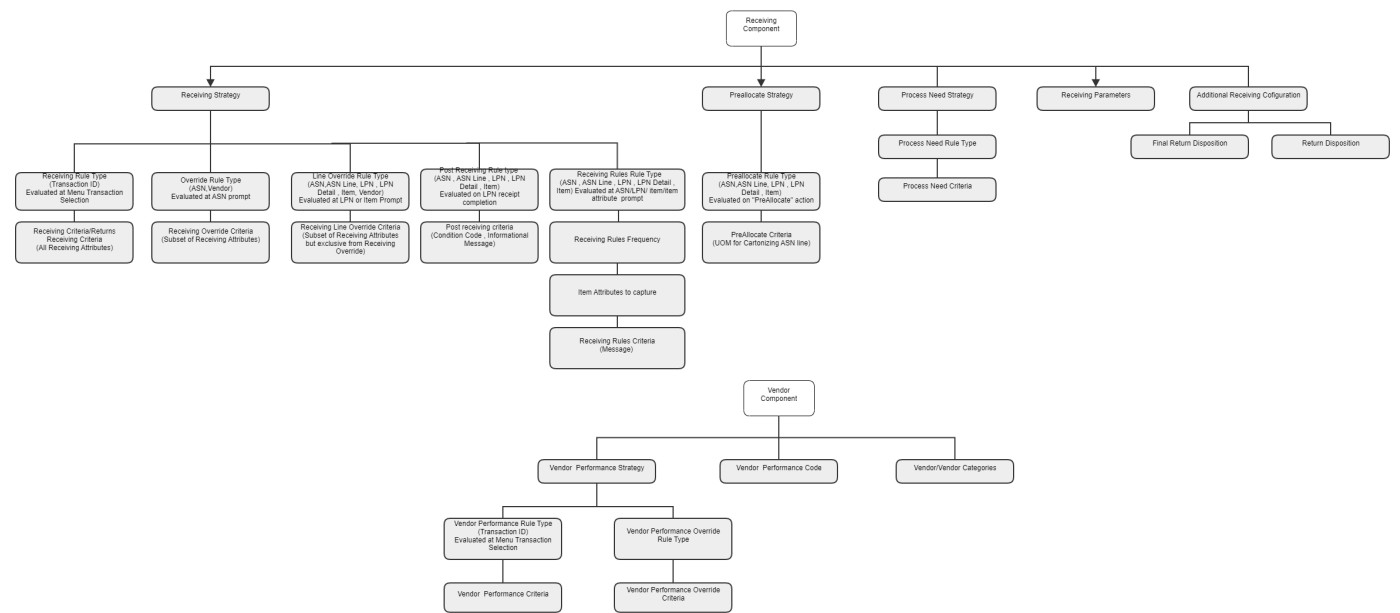 Receiving
Component
Receiving Strategy
Preallocate Strategy
Process Need Strategy
Receiving Parameters
Additional Receiving Cofiguration
Process Need Rule Type
Final Return Disposition
Return Disposition
Process Need Criteria
Receiving Rule Type
(Transaction ID)
Evaluated at Menu Transaction
Selection
Override Rule Type
(ASN,Vendor)
Evaluated at ASN prompt
Line Override Rule Type
(ASN,ASN Line, LPN , LPN
Detail , Item, Vendor)
Evaluated at LPN or Item Prompt
Post Receiving Rule type
(ASN , ASN Line , LPN , LPN
Detail , Item)
Evaluated on LPN receipt
completion
Receiving Rules Rule Type
(ASN , ASN Line , LPN , LPN Detail ,
Item) Evaluated at ASN/LPN/ item/item
attribute  prompt
Preallocate Rule Type
(ASN,ASN Line, LPN , LPN
Detail , Item)
Evaluated on "PreAllocate" action
Receiving Criteria/Returns
Receiving Criteria
(All Receiving Attributes)
Receiving Override Criteria
(Subset of Receiving Attributes)
Receiving Line Override Criteria
(Subset of Receiving Attributes
but exclusive from Receiving
Override)
Post receiving criteria
(Condition Code , Informational
Message)
Receiving Rules Frequency
PreAllocate Criteria
(UOM for Cartonizing ASN line)
Item Attributes to capture
Receiving Rules Criteria
(Message)
Vendor
Component
Vendor  Performance Strategy
Vendor  Performance Code
Vendor/Vendor Categories
Vendor Performance Rule Type
(Transaction ID)
Evaluated at Menu Transaction
Selection
Vendor Performance Override
Rule Type
Vendor  Performance Criteria
Vendor Performance Override
Criteria